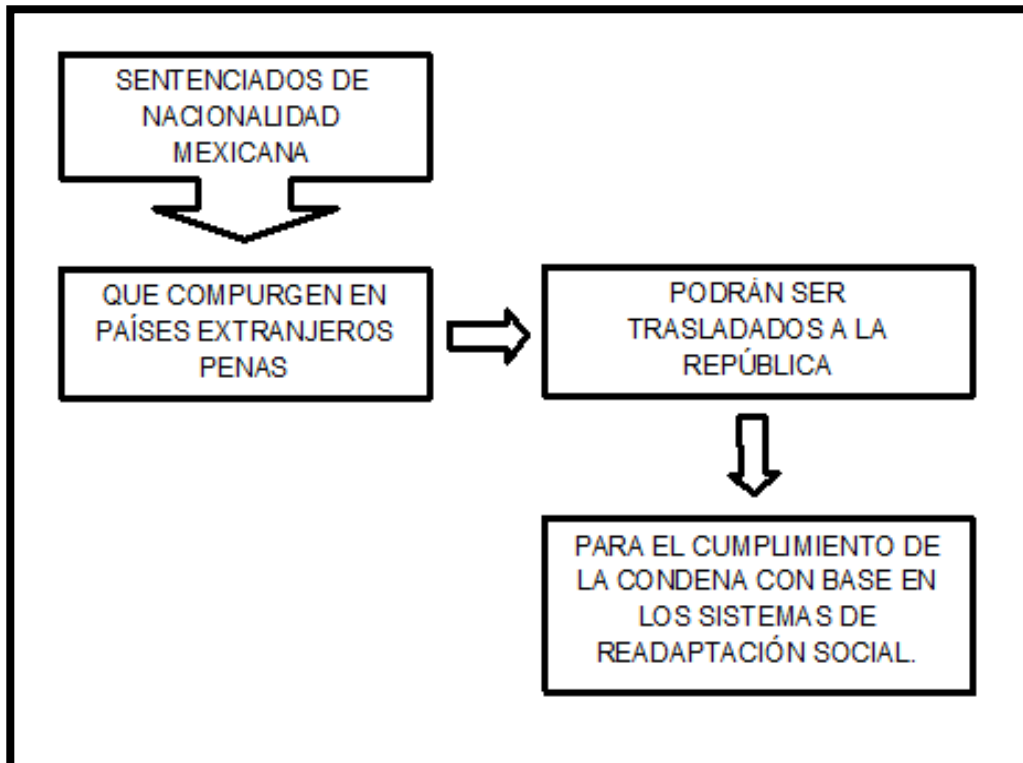 SENTENCIADOS DE
NACIONALIDAD
MEXICANA
QUE COMPURGEN EN
PAÍSES EXTRANJEROS
PENAS
PODRÁN SER
TRASLADADOS A LA
REPÚBLICA
PARA EL CUMPLIMIENTO DE
LA CONDENA CON BASE EN
LOS SISTEMAS DE
READAPTACIÓN SOCIAL.